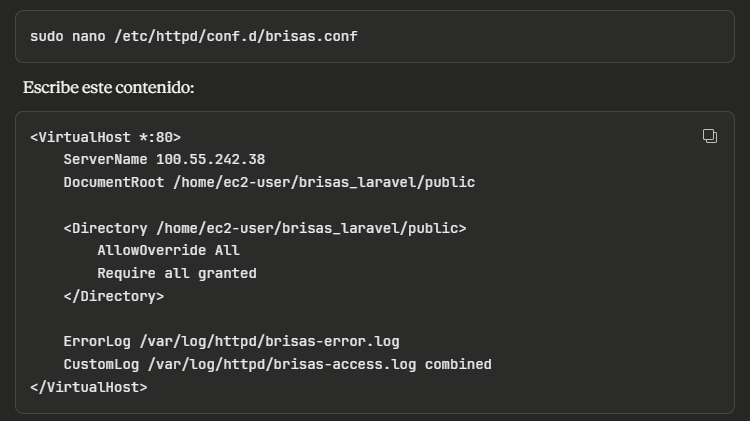 sudo nano /etc/httpd/conf.d/brisas.conf
Escribe este contenido:
<VirtualHost *:80>
    ServerName 100.55.242.38
    DocumentRoot /home/ec2-user/brisas_laravel/public

    <Directory /home/ec2-user/brisas_laravel/public>
        AllowOverride All
        Require all granted
    </Directory>

    ErrorLog /var/log/httpd/brisas-error.log
    CustomLog /var/log/httpd/brisas-access.log combined
</VirtualHost>